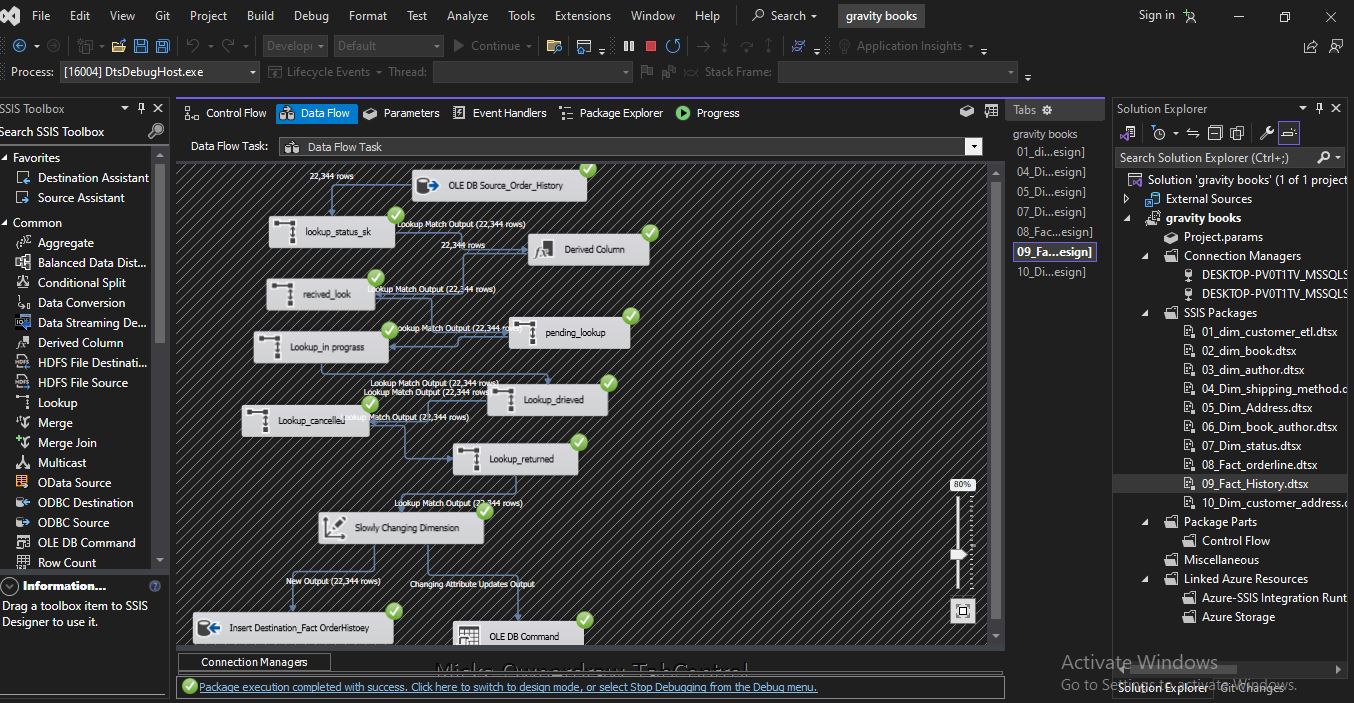 File Edit View Git Project Build Debug Format Test Analyze Tools Extensions Window Help Search gravity books Sign in
Developi Default Continue Application Insights
Process: [16004] DtsDebugHost.exe Lifecycle Events Thread: Stack Frame:
SSIS Toolbox
Search SSIS Toolbox
Favorites
Destination Assistant
Source Assistant
Common
Aggregate
Balanced Data Dist...
Conditional Split
Data Conversion
Data Streaming De...
Derived Column
HDFS File Destinati...
HDFS File Source
Lookup
Merge
Merge Join
Multicast
OData Source
ODBC Destination
ODBC Source
OLE DB Command
Row Count
Information...
Drag a toolbox item to SSIS
Designer to use it.
Control Flow Data Flow Parameters Event Handlers Package Explorer Progress
Data Flow Task: Data Flow Task
22,344 rows
OLE DB Source_Order_History
lookup_status_sk
Lookup Match Output (22,344 rows)
22,344 rows
Derived Column
Lookup Match Output (22,344 rows)
recived_look
Lookup Match Output (22,344 rows)
pending_lookup
Lookup_in prograss
Lookup Match Output (22,344 rows)
Lookup Match Output (22,344 rows)
Lookup_drieved
Lookup_cancelled
Lookup Match Output (22,344 rows)
Lookup_returned
Lookup Match Output (22,344 rows)
Slowly Changing Dimension
New Output (22,344 rows)
Changing Attribute Updates Output
Insert Destination_Fact OrderHistoey
OLE DB Command
80%
Connection Managers
Package execution completed with success. Click here to switch to design mode, or select Stop Debugging from the Debug menu.
Tabs
gravity books
01_di...esign]
04_Di...esign]
05_Di...esign]
07_Di...esign]
08_Fac...esign]
09_Fa...esign]
10_Di...esign]
Solution Explorer
Search Solution Explorer (Ctrl+;)
Solution 'gravity books' (1 of 1 project
External Sources
gravity books
Project.params
Connection Managers
DESKTOP-PV0T1TV_MSSQLS
DESKTOP-PV0T1TV_MSSQLS
SSIS Packages
01_dim_customer_etl.dtsx
02_dim_book.dtsx
03_dim_author.dtsx
04_Dim_shipping_method.d
05_Dim_Address.dtsx
06_Dim_book_author.dtsx
07_Dim_status.dtsx
08_Fact_orderline.dtsx
09_Fact_History.dtsx
10_Dim_customer_address.d
Package Parts
Control Flow
Miscellaneous
Linked Azure Resources
Azure-SSIS Integration Runt
Azure Storage
Activate Windows
Go to Settings to activate Windows.
Solution Explorer Git Changes